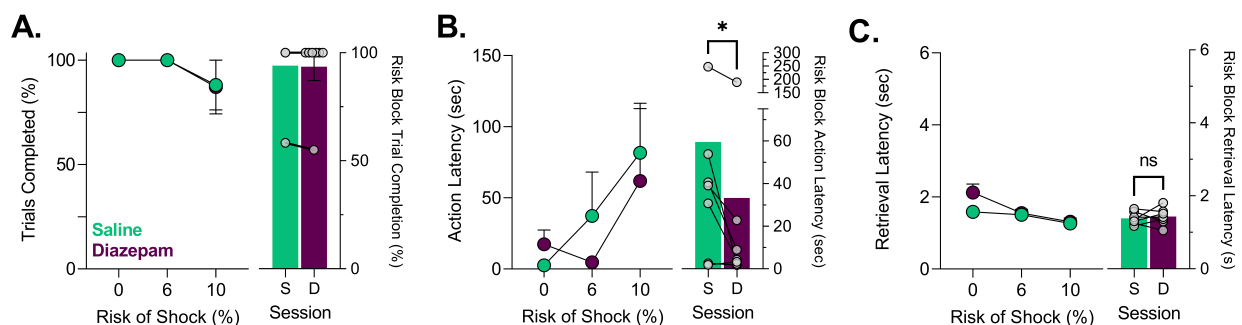 A.
Trials Completed (%)
100
50
0
Saline
Diazepam
0 6 10
Risk of Shock (%)
100
50
0
Risk Block Trial Completion (%)
S D
Session
B.
Action Latency (sec)
150
100
50
0
0 6 10
Risk of Shock (%)
*
300
250
150
60
40
20
0
Risk Block Action
Latency (sec)
S D
Session
C.
Retrieval Latency (sec)
6
4
2
0
0 6 10
Risk of Shock (%)
ns
6
4
2
0
Risk Block Retrieval Latency (s)
S D
Session